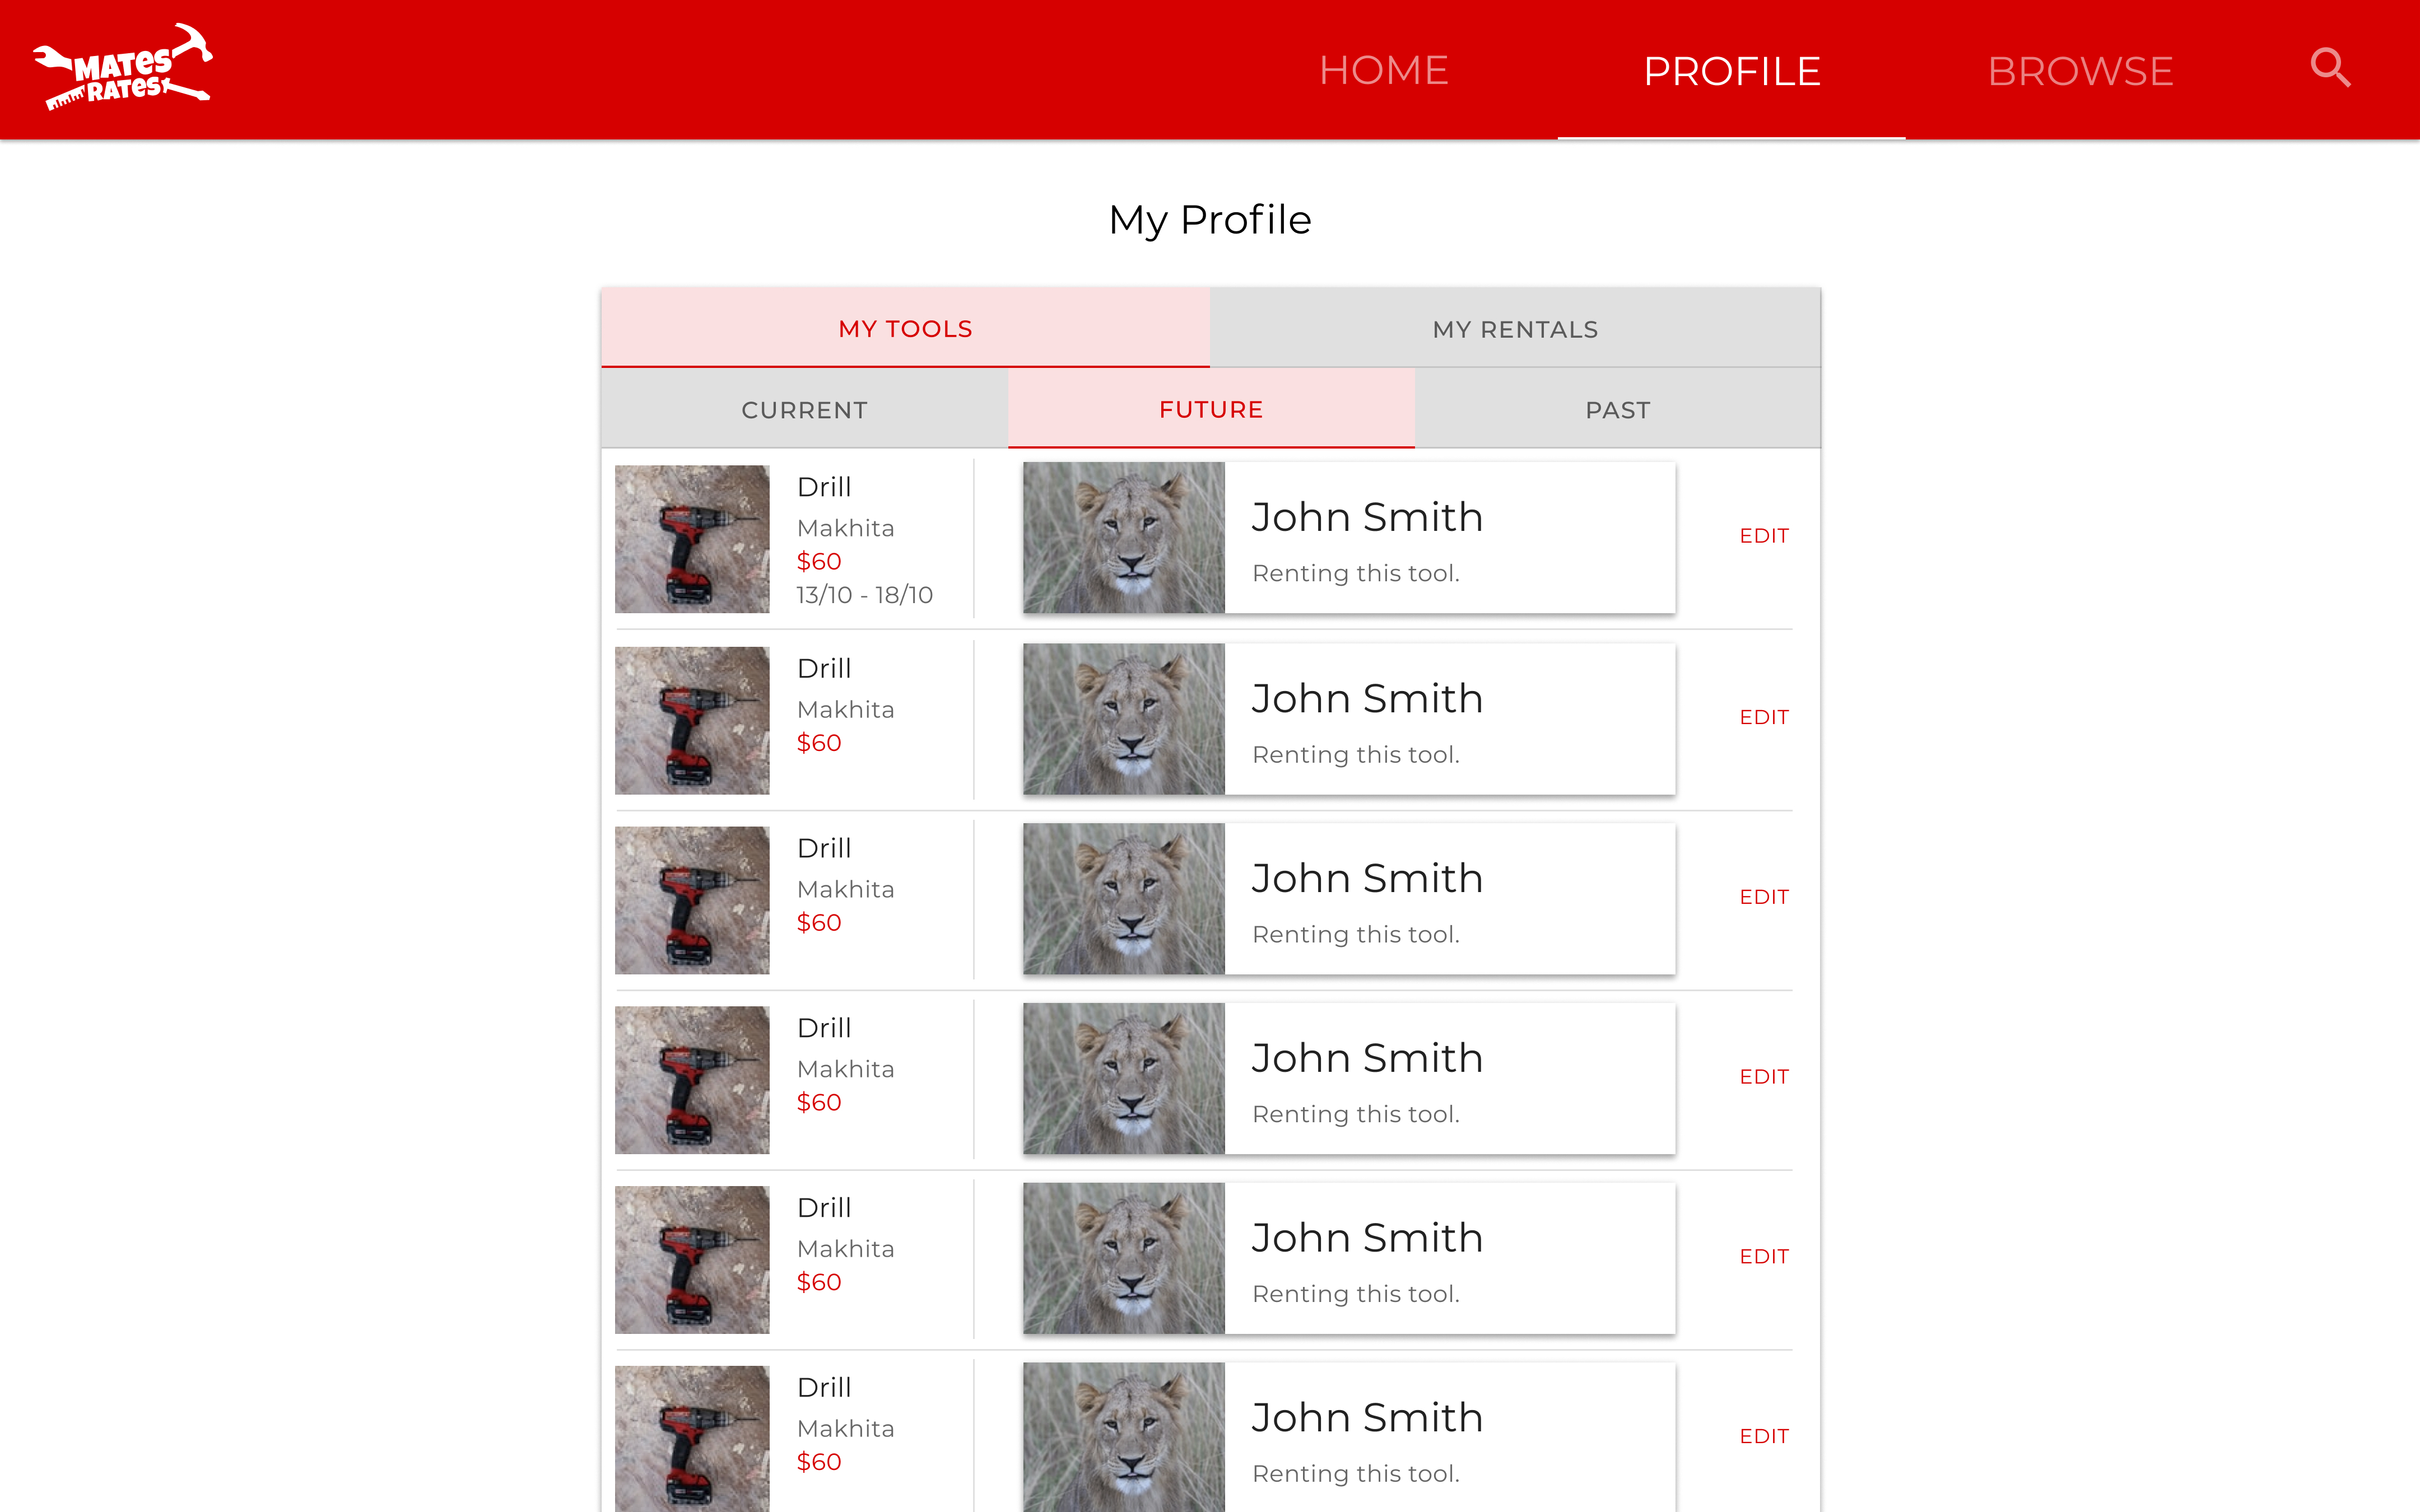 MATES
RATES
HOME
PROFILE
BROWSE
My Profile
MY TOOLS
MY RENTALS
CURRENT
FUTURE
PAST
Drill
Makhita
$60
13/10 - 18/10
John Smith
Renting this tool.
EDIT
Drill
Makhita
$60
John Smith
Renting this tool.
EDIT
Drill
Makhita
$60
John Smith
Renting this tool.
EDIT
Drill
Makhita
$60
John Smith
Renting this tool.
EDIT
Drill
Makhita
$60
John Smith
Renting this tool.
EDIT
Drill
Makhita
$60
John Smith
Renting this tool.
EDIT